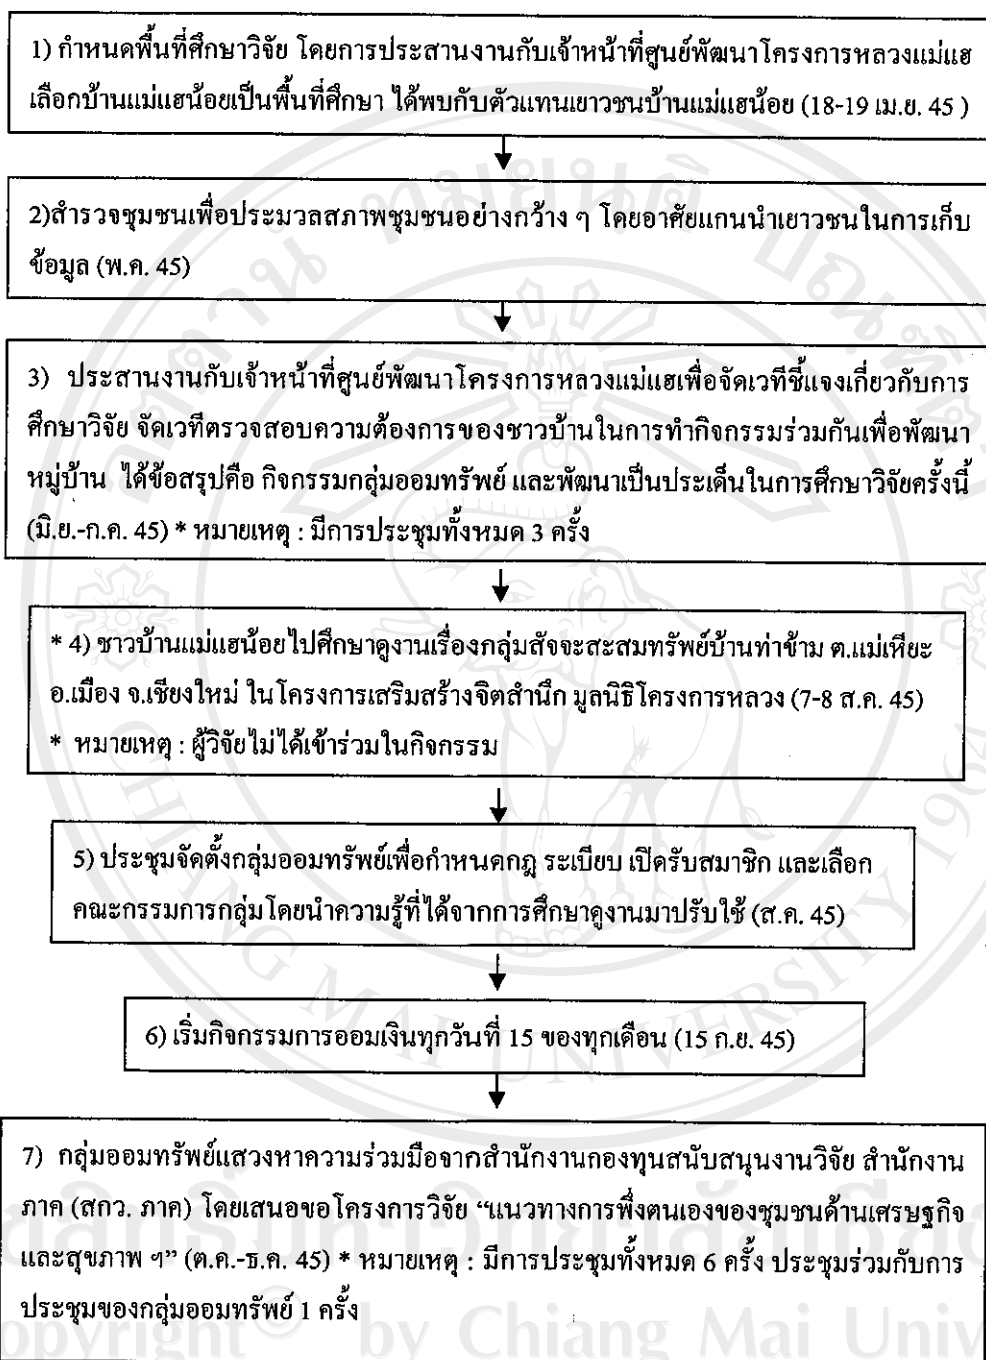 1) กำหนดพื้นที่ศึกษาวิจัย โดยการประสานงานกับเจ้าหน้าที่ศูนย์พัฒนาโครงการหลวงแม่แฮ
เลือกบ้านแม่แฮน้อยเป็นพื้นที่ศึกษา ได้พบกับตัวแทนเยาวชนบ้านแม่แฮน้อย (18-19 เม.ย. 45 )
2)สำรวจชุมชนเพื่อประมวลสภาพชุมชนอย่างกว้าง ๆ โดยอาศัยแกนนำเยาวชนในการเก็บ
ข้อมูล (พ.ค. 45)
3) ประสานงานกับเจ้าหน้าที่ศูนย์พัฒนาโครงการหลวงแม่แฮเพื่อจัดเวทีชี้แจงเกี่ยวกับการ
ศึกษาวิจัย จัดเวทีตรวจสอบความต้องการของชาวบ้านในการทำกิจกรรมร่วมกันเพื่อพัฒนา
หมู่บ้าน ได้ข้อสรุปคือ กิจกรรมกลุ่มออมทรัพย์ และพัฒนาเป็นประเด็นในการศึกษาวิจัยครั้งนี้
(มิ.ย.-ก.ค. 45) * หมายเหตุ : มีการประชุมทั้งหมด 3 ครั้ง
* 4) ชาวบ้านแม่แฮน้อยไปศึกษาดูงานเรื่องกลุ่มสัจจะสะสมทรัพย์บ้านท่าข้าม ต.แม่เหียะ
อ.เมือง จ.เชียงใหม่ ในโครงการเสริมสร้างจิตสำนึก มูลนิธิโครงการหลวง (7-8 ส.ค. 45)
* หมายเหตุ : ผู้วิจัยไม่ได้เข้าร่วมในกิจกรรม
5) ประชุมจัดตั้งกลุ่มออมทรัพย์เพื่อกำหนดกฎ ระเบียบ เปิดรับสมาชิก และเลือก
คณะกรรมการกลุ่มโดยนำความรู้ที่ได้จากการศึกษาดูงานมาปรับใช้ (ส.ค. 45)
6) เริ่มกิจกรรมการออมเงินทุกวันที่ 15 ของทุกเดือน (15 ก.ย. 45)
7) กลุ่มออมทรัพย์แสวงหาความร่วมมือจากสำนักงานกองทุนสนับสนุนงานวิจัย สำนักงาน
ภาค (สกว. ภาค) โดยเสนอขอโครงการวิจัย “แนวทางการพึ่งตนเองของชุมชนด้านเศรษฐกิจ
และสุขภาพ ฯ” (ต.ค.-ธ.ค. 45) * หมายเหตุ : มีการประชุมทั้งหมด 6 ครั้ง ประชุมร่วมกับการ
ประชุมของกลุ่มออมทรัพย์ 1 ครั้ง
CHIANG MAI UNIVERSITY 1964
opyright© by Chiang Mai Univ